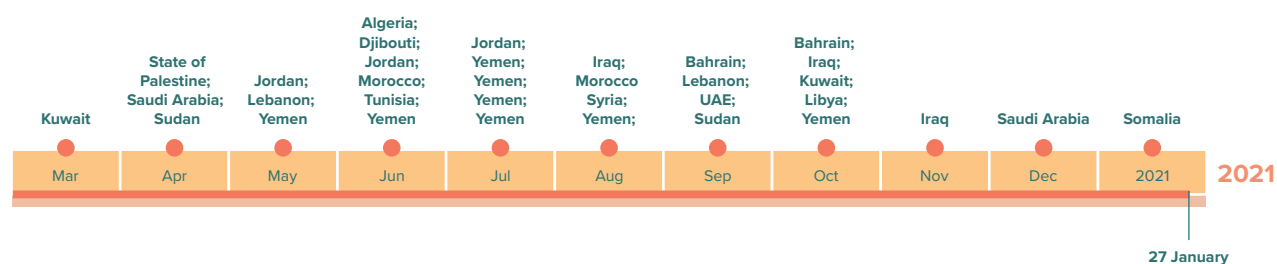 Kuwait
State of
Palestine;
Saudi Arabia;
Sudan
Jordan;
Lebanon;
Yemen
Algeria;
Djibouti;
Jordan;
Morocco;
Tunisia;
Yemen
Jordan;
Yemen;
Yemen;
Yemen;
Yemen
Iraq;
Morocco
Syria;
Yemen;
Bahrain;
Lebanon;
UAE;
Sudan
Bahrain;
Iraq;
Kuwait;
Libya;
Yemen
Iraq
Saudi Arabia
Somalia
Mar
Apr
May
Jun
Jul
Aug
Sep
Oct
Nov
Dec
2021
2021
27 January